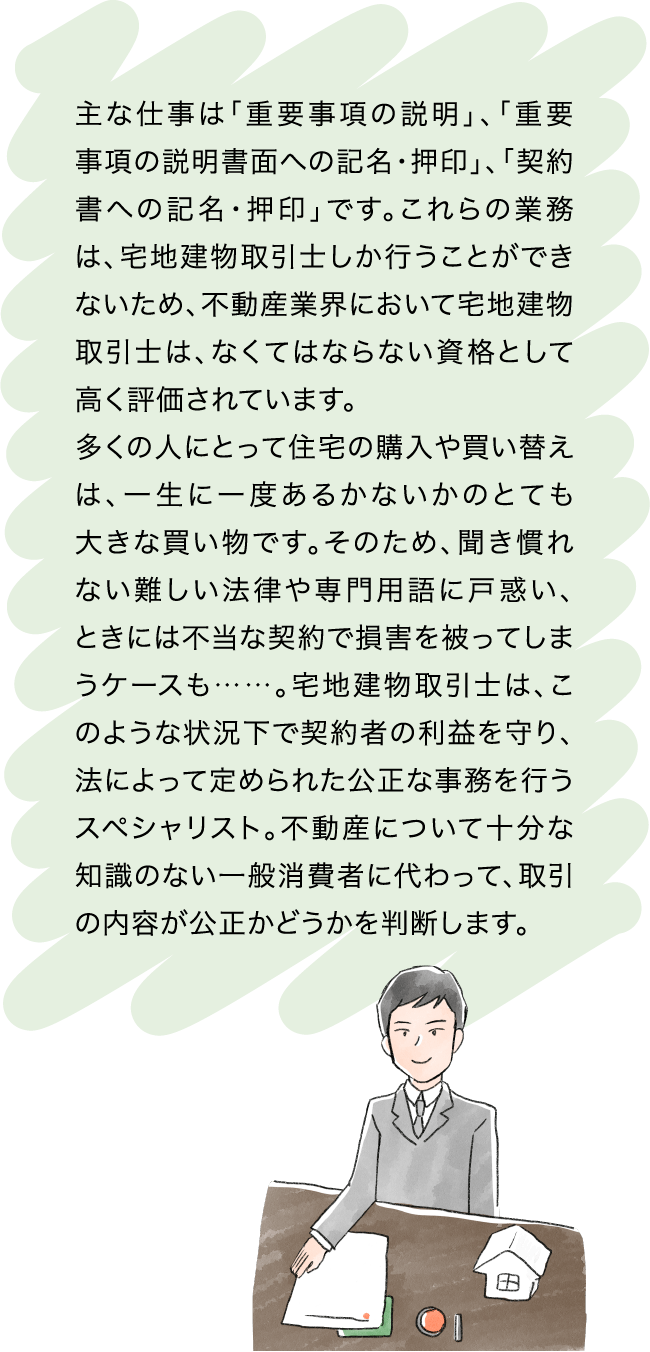 主な仕事は「重要事項の説明」、「重要
事項の説明書面への記名・押印」、「契約
書への記名・押印」です。これらの業務
は、宅地建物取引士しか行うことができ
ないため、不動産業界において宅地建物
取引士は、なくてはならない資格として
高く評価されています。
多くの人にとって住宅の購入や買い替え
は、一生に一度あるかないかのとても
大きな買い物です。そのため、聞き慣れ
ない難しい法律や専門用語に戸惑い、
ときには不当な契約で損害を被ってしま
うケースも……。宅地建物取引士は、こ
のような状況下で契約者の利益を守り、
法によって定められた公正な事務を行う
スペシャリスト。不動産について十分な
知識のない一般消費者に代わって、取引
の内容が公正かどうかを判断します。